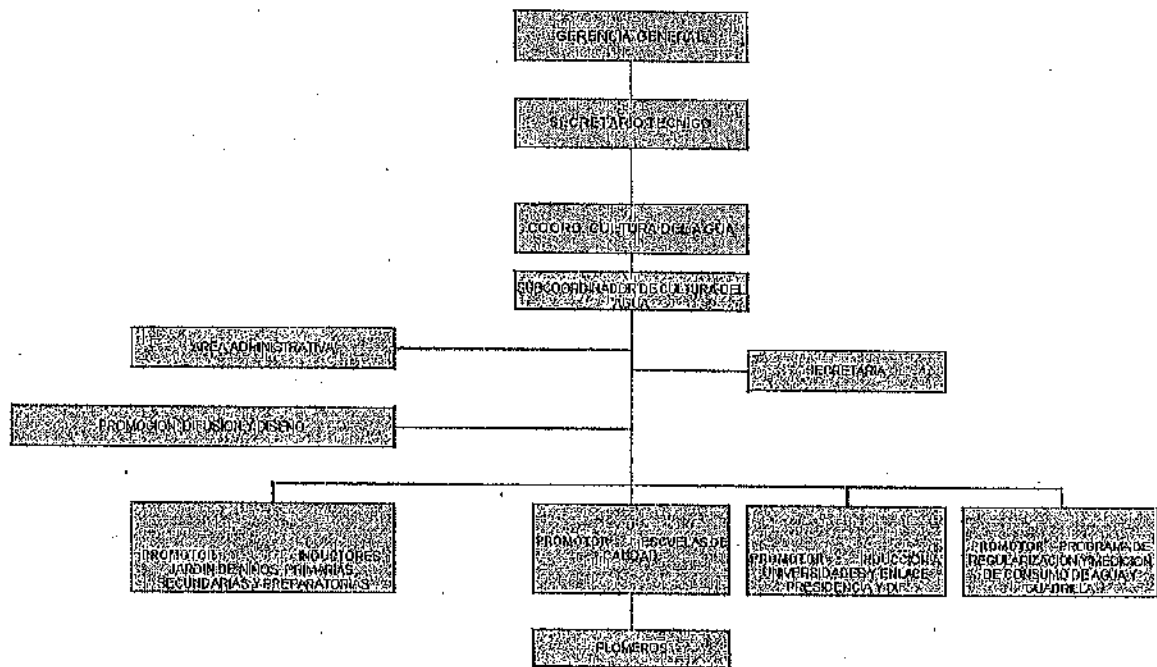 GERENCIA GENERAL
SECRETARIO TECNICO
COORD. CULTURA DEL AGUA
SUBCOORDINADOR DE CULTURA DEL
AGUA
AREA ADMINISTRATIVA
SECRETARIA
PROMOCION DIFUSION Y DISEÑO
PROMOTOR INDUCTORES
JARDIN DE NIÑOS, PRIMARIAS,
SECUNDARIAS Y PREPARATORIAS
PROMOTOR ESCUELAS DE
CALIDAD
PROMOTOR
UNIVERSIDADES Y ENLACE
PRESIDENCIA Y DIF
PROMOTOR PROGRAMA DE
REGULARIZACION Y MEDICION
DE CONSUMO DE AGUA Y
CUADRILLA
PLOMEROS